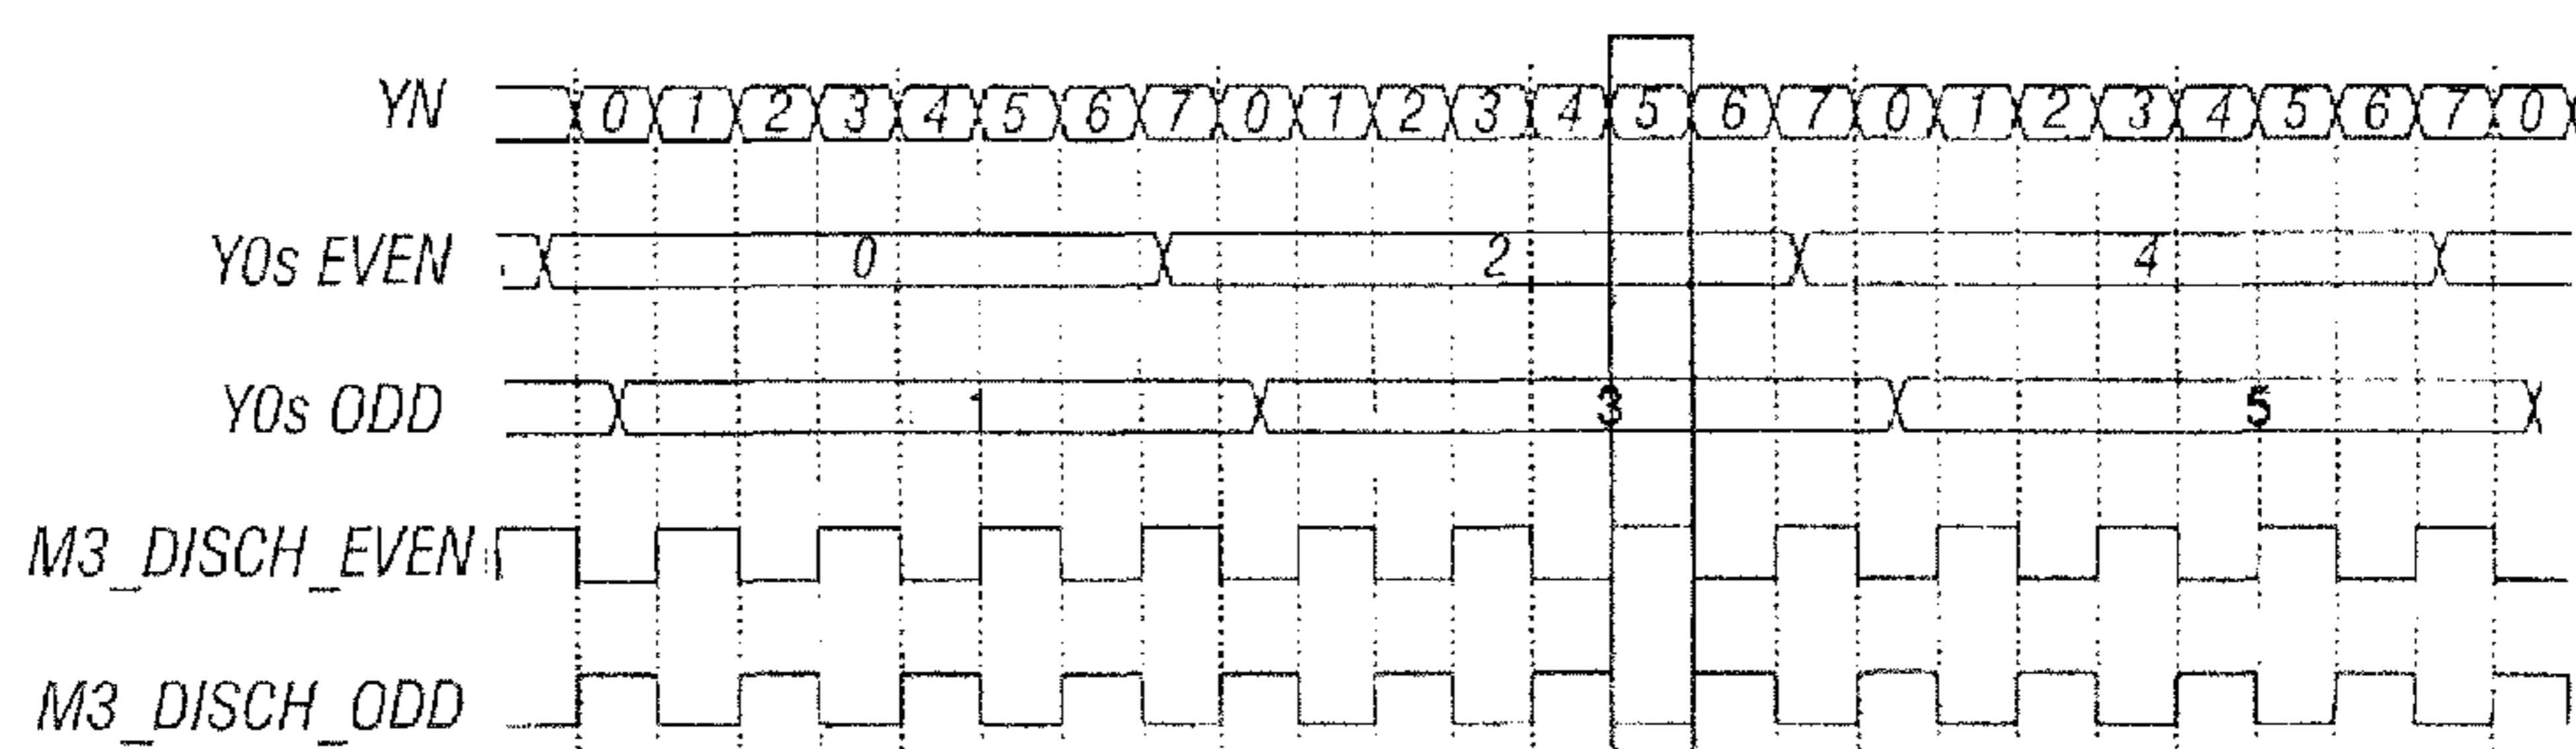 YN 0 1 2 3 4 5 6 7 0 1 2 3 4 5 6 7 0 1 2 3 4 5 6 7 0
Y0s EVEN 0 2 4
Y0s ODD 1 3 5
M3_DISCH_EVEN
M3_DISCH_ODD